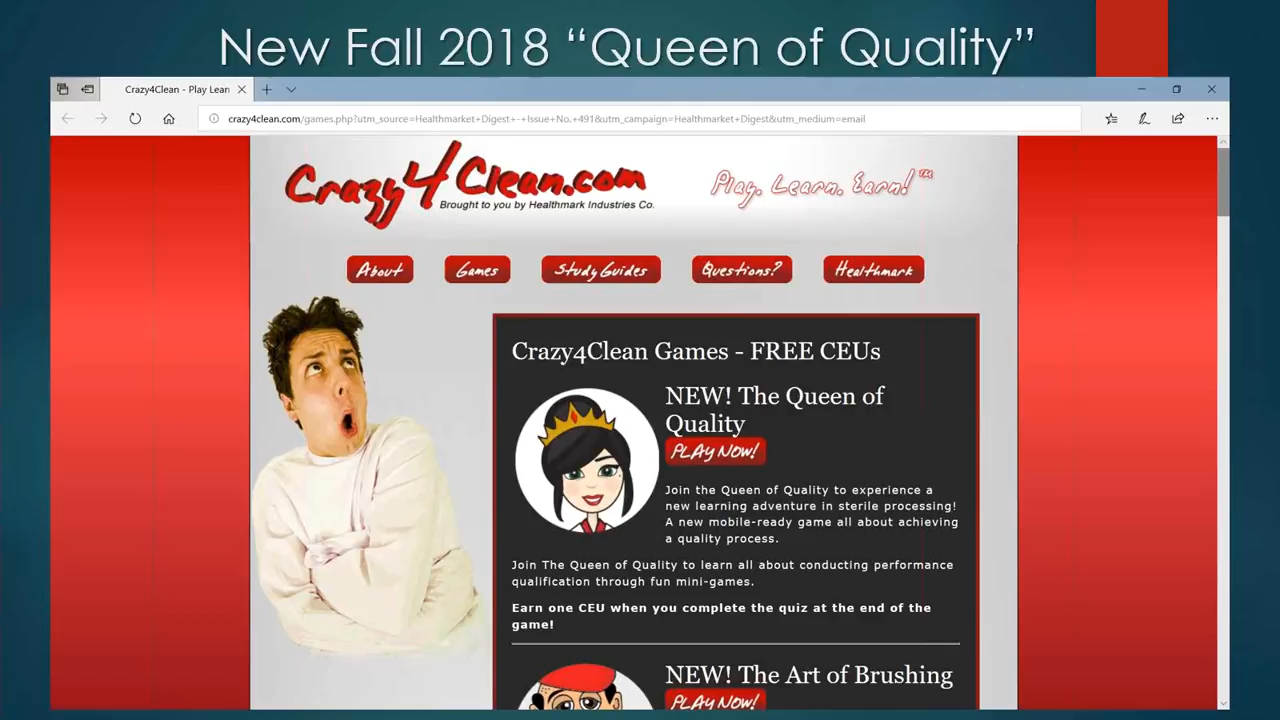 New Fall 2018 “Queen of Quality”
Crazy4Clean - Play Lean
crazy4clean.com/games.php?utm_source=Healthmarket+Digest+-+Issue+No.+491&utm_campaign=Healthmarket+Digest&utm_medium=email
Crazy4Clean.com
Play. Learn. Earn!™
Brought to you by Healthmark Industries Co.
About Games Study Guides Questions? Healthmark
Crazy4Clean Games - FREE CEUs
NEW! The Queen of
Quality
PLAY NOW!
Join the Queen of Quality to experience a
new learning adventure in sterile processing!
A new mobile-ready game all about achieving
a quality process.
Join The Queen of Quality to learn all about conducting performance
qualification through fun mini-games.
Earn one CEU when you complete the quiz at the end of the
game!
NEW! The Art of Brushing
PLAY NOW!